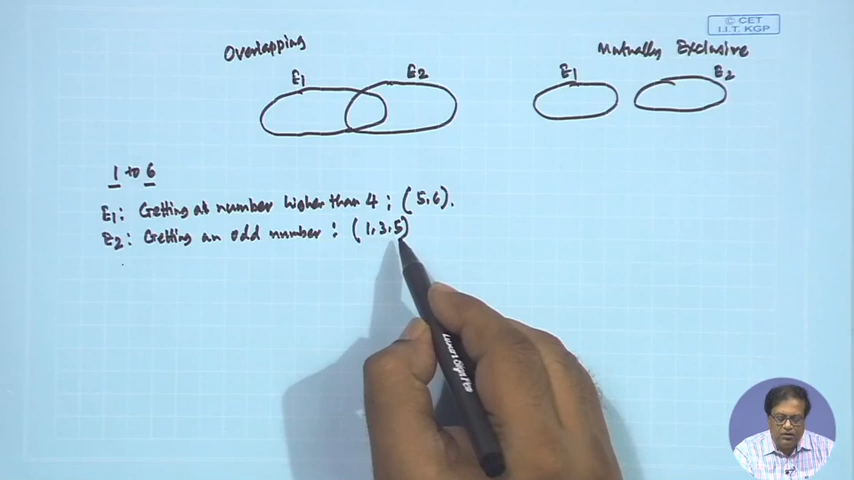 © CET
I.I.T. KGP
Overlapping
Mutually Exclusive
E1
E2
E1
E2
1 to 6
E1: Getting at number higher than 4 : (5,6).
E2: Getting an odd number : (1,3,5)